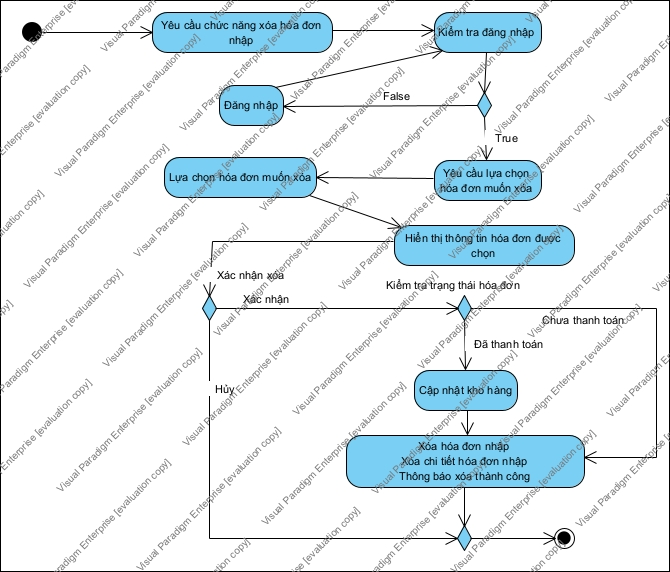 Yêu cầu chức năng xóa hóa đơn
nhập
Kiểm tra đăng nhập
Đăng nhập
False
True
Lựa chọn hóa đơn muốn xóa
Yêu cầu lựa chọn
hóa đơn muốn xóa
Hiển thị thông tin hóa đơn được
chọn
Xác nhận xóa
Kiểm tra trạng thái hóa đơn
Xác nhận
Chưa thanh toán
Đã thanh toán
Hủy
Cập nhật kho hàng
Xóa hóa đơn nhập
Xóa chi tiết hóa đơn nhập
Thông báo xóa thành công
Visual Paradigm Enterprise [evaluation copy]